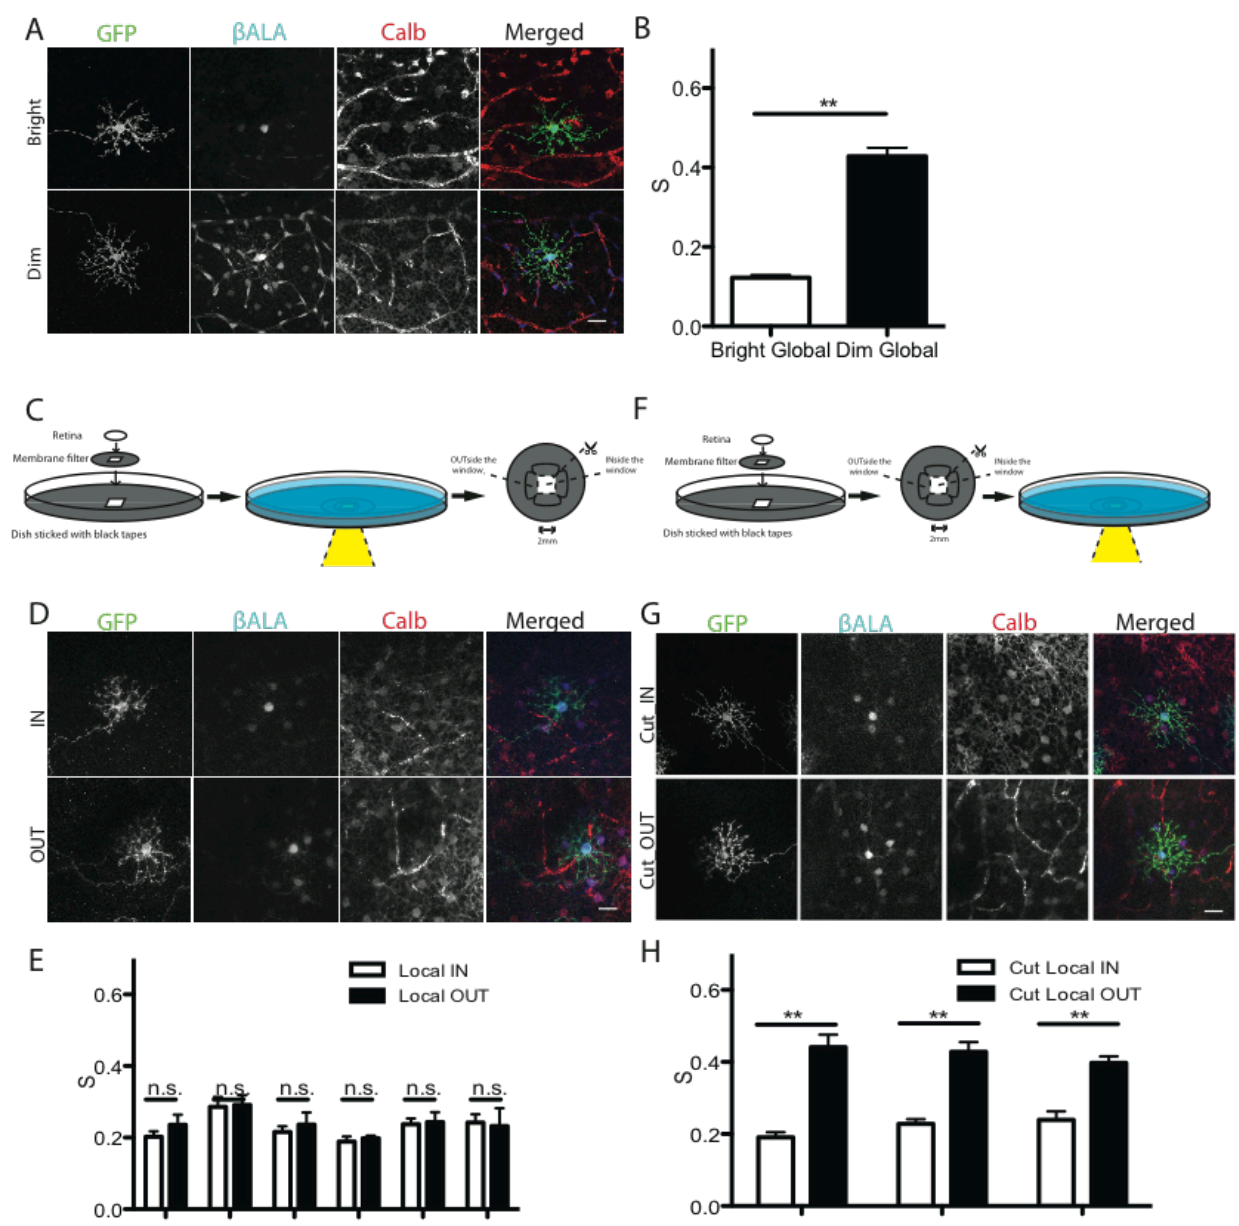 A
GFP
βALA
Calb
Merged
Bright
Dim
B
0.6
0.4
0.2
0.0
S
**
Bright Global
Dim Global
C
Retina
Membrane filter
Dish sticked with black tapes
OUTside the
window,
INside the
window
2mm
F
Retina
Membrane filter
Dish sticked with black tapes
OUTside the
window
INside the
window
2mm
D
GFP
βALA
Calb
Merged
IN
OUT
G
GFP
βALA
Calb
Merged
Cut_IN
Cut_OUT
E
Local IN
Local OUT
0.6
0.4
0.2
0.0
S
n.s.
n.s.
n.s.
n.s.
n.s.
n.s.
H
Cut Local IN
Cut Local OUT
0.6
0.4
0.2
0.0
S
**
**
**